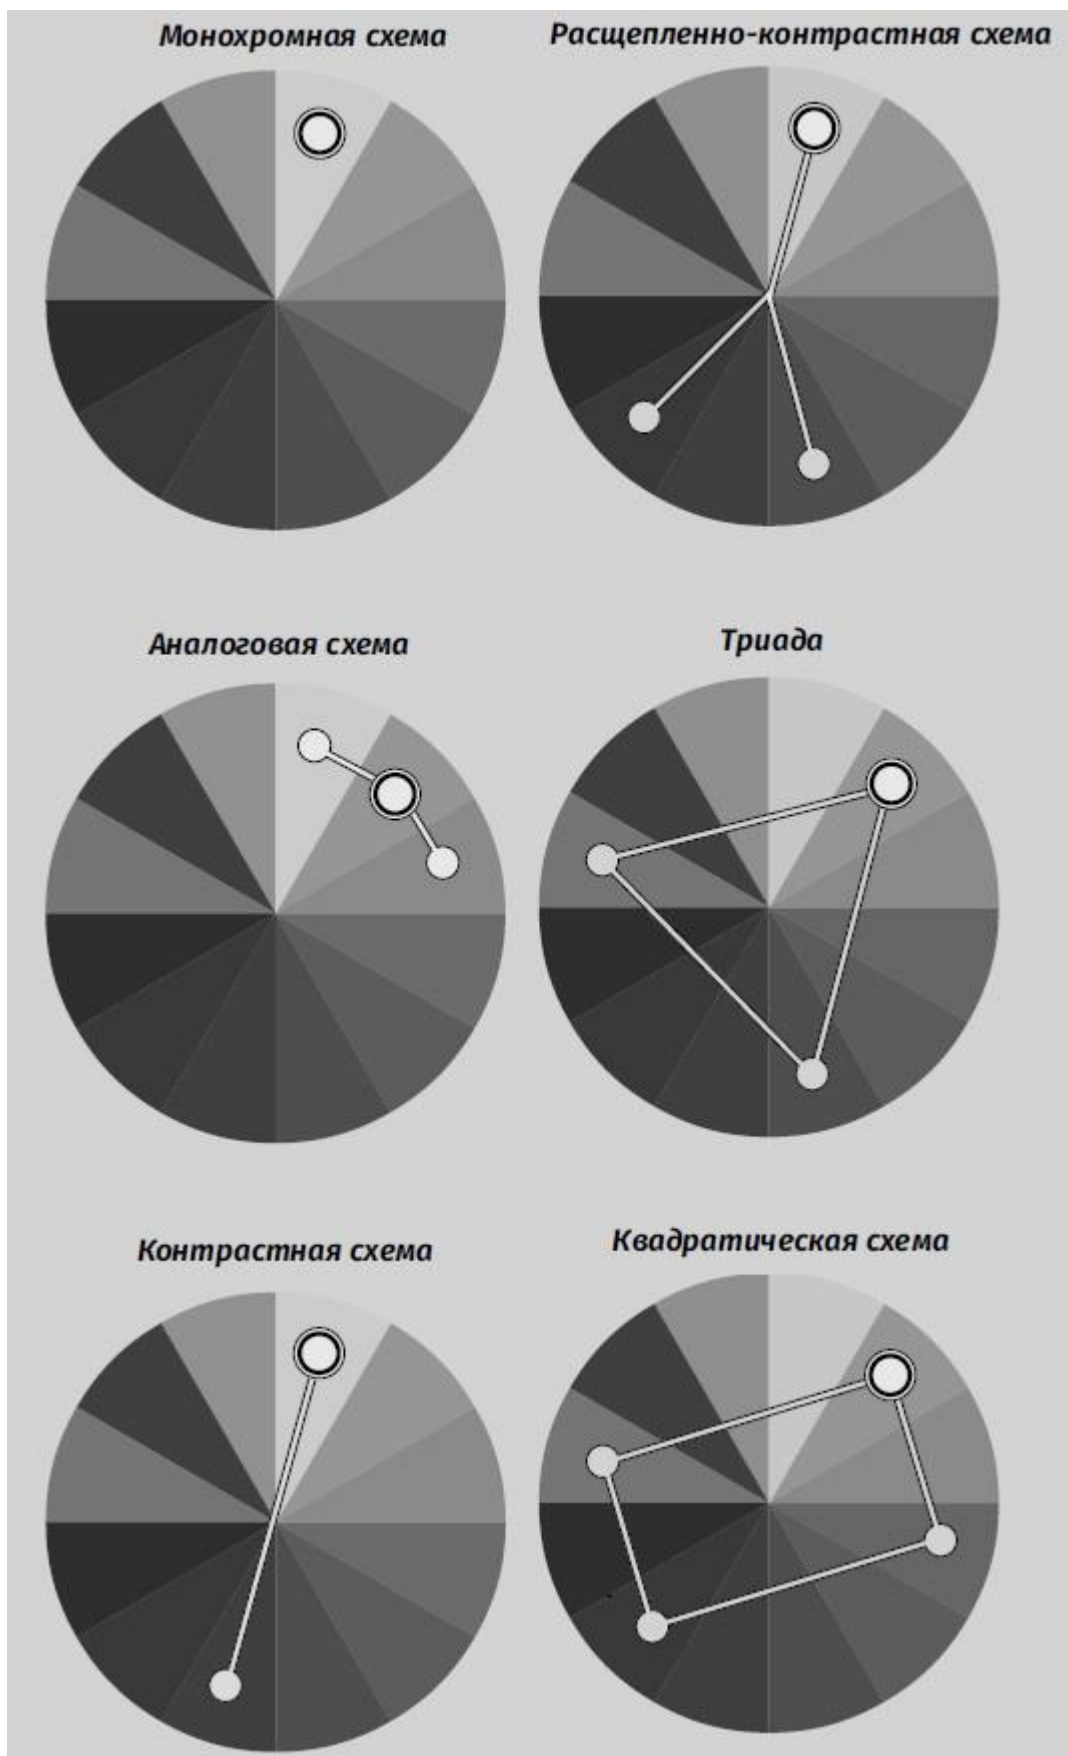 Монохромная схема
Расщепленно-контрастная схема
Аналоговая схема
Триада
Контрастная схема
Квадратическая схема